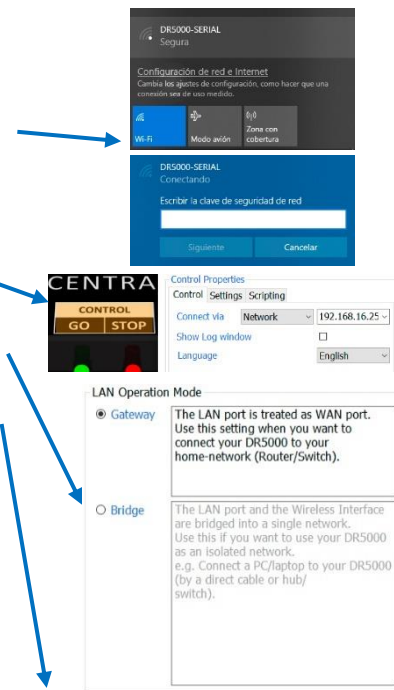 DR5000-SERIAL
Segura
Configuración de red e Internet
Cambia los ajustes de configuración, como hacer que una
conexión sea de uso medido.
Wi-Fi
Modo avión
Zona con
cobertura
DR5000-SERIAL
Conectando
Escribir la clave de seguridad de red
Siguiente Cancelar
CENTRA
CONTROL
GO STOP
Control Properties
Control Settings Scripting
Connect via Network 192.168.16.25
Show Log window
Language English
LAN Operation Mode
Gateway
The LAN port is treated as WAN port.
Use this setting when you want to
connect your DR5000 to your
home-network (Router/Switch).
Bridge
The LAN port and the Wireless Interface
are bridged into a single network.
Use this if you want to use your DR5000
as an isolated network.
e.g. Connect a PC/laptop to your DR5000
(by a direct cable or hub/
switch).